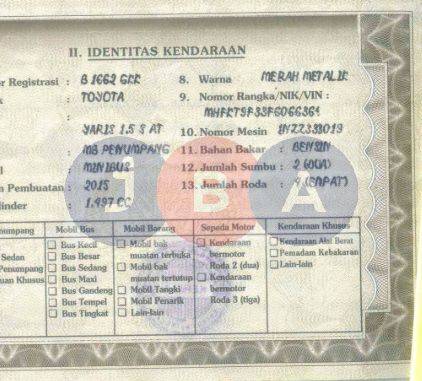 II. IDENTITAS KENDARAAN
r Registrasi : B 1662 GKR
: TOYOTA
:
YARIS 1.5 S AT
: MB PENUMPANG
l : MINIBUS
n Pembuatan : 2015
linder : 1.497 CC
8. Warna MERAH METALIK
9. Nomor Rangka/NIK/VIN :
MHFKT9F33F6066361
10. Nomor Mesin 1NZZ333019
11. Bahan Bakar : BENSIN
12. Jumlah Sumbu : 2 (DUA)
13. Jumlah Roda : 4 (EMPAT)
J B A
numpang
Sedan
Penumpang
uan Khusus
Mobil Bus
Bus Kecil
Bus Besar
Bus Sedang
Bus Maxi
Bus Gandeng
Bus Tempel
Bus Tingkat
Mobil Barang
Mobil bak
muatan terbuka
Mobil bak
muatan tertutup
Mobil Tangki
Mobil Penarik
Lain-lain
Sepeda Motor
Kendaraan
bermotor
Roda 2 (dua)
Kendaraan
bermotor
Roda 3 (tiga)
Kendaraan Khusus
Kendaraan Alat Berat
Pemadam Kebakaran
Lain-lain